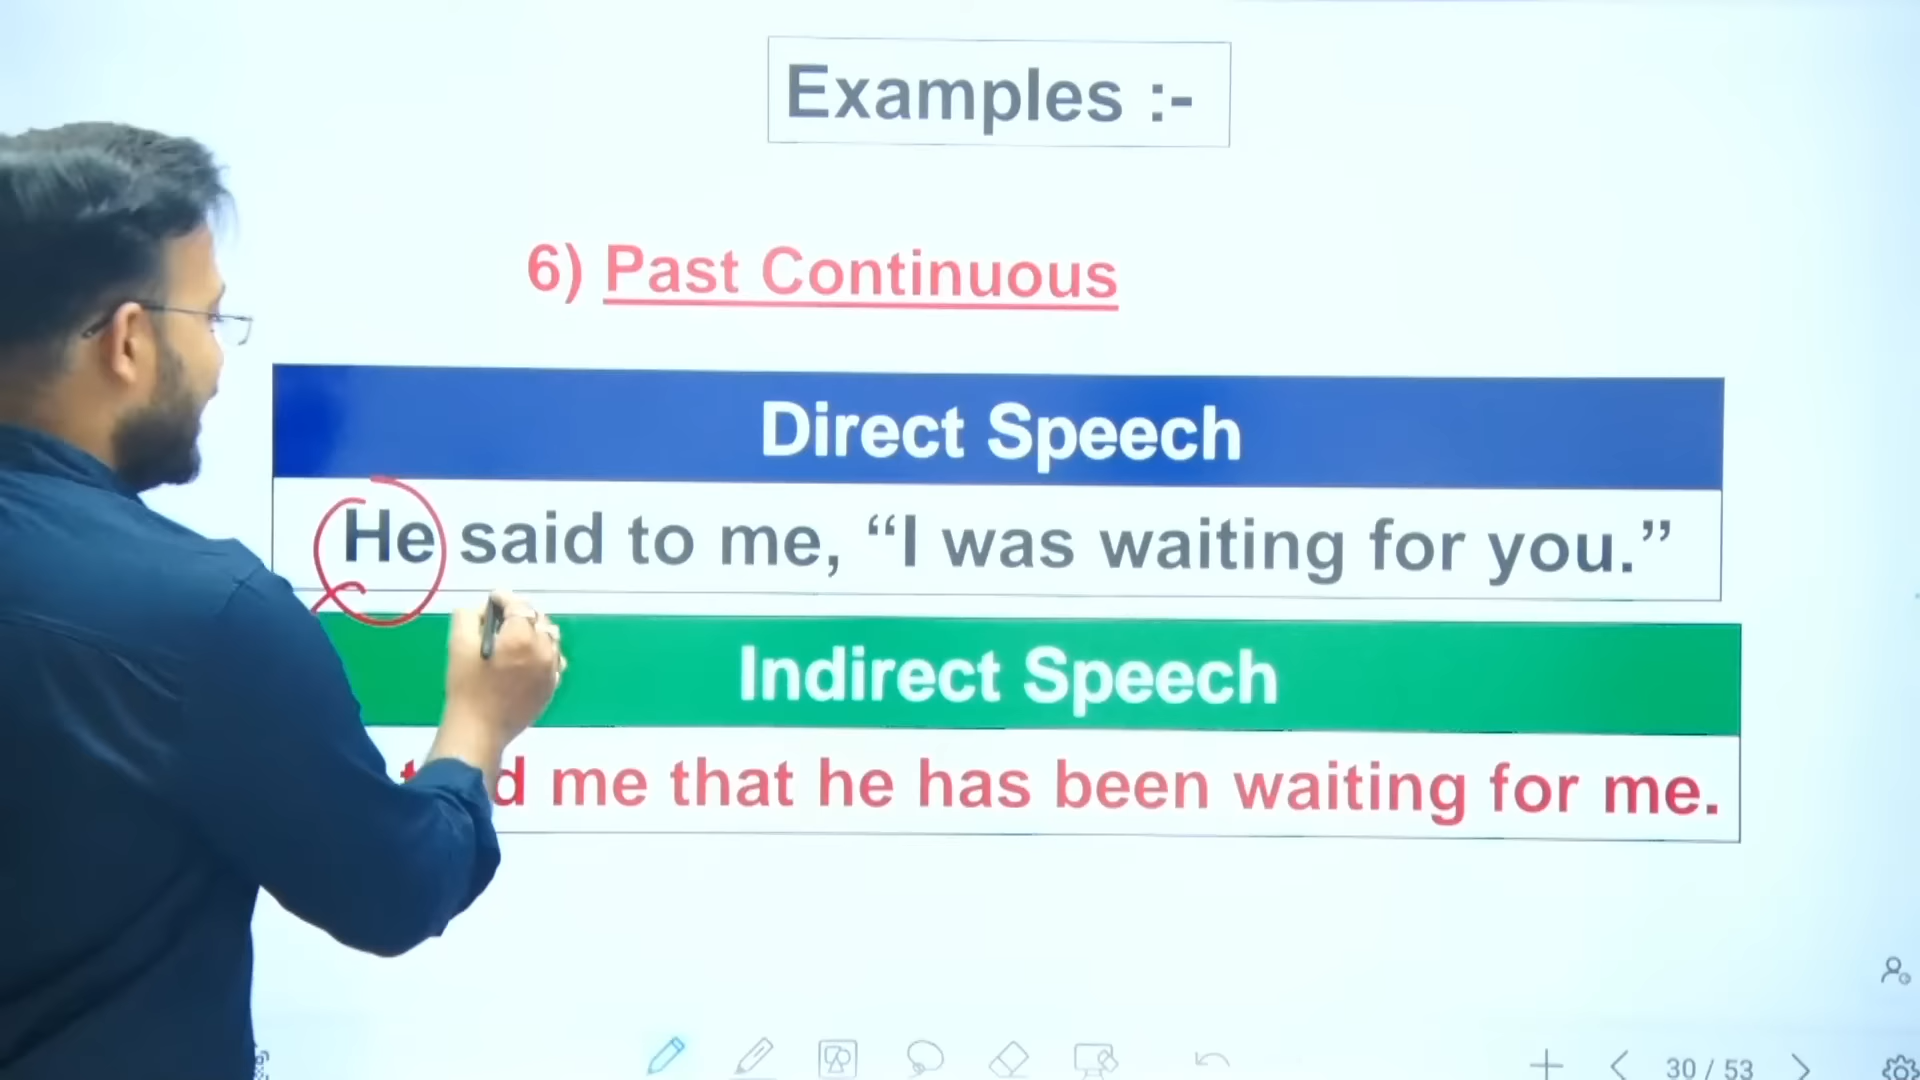 Examples :-
6) Past Continuous
Direct Speech
He said to me, “I was waiting for you.”
Indirect Speech
me that he has been waiting for me.
30 / 53